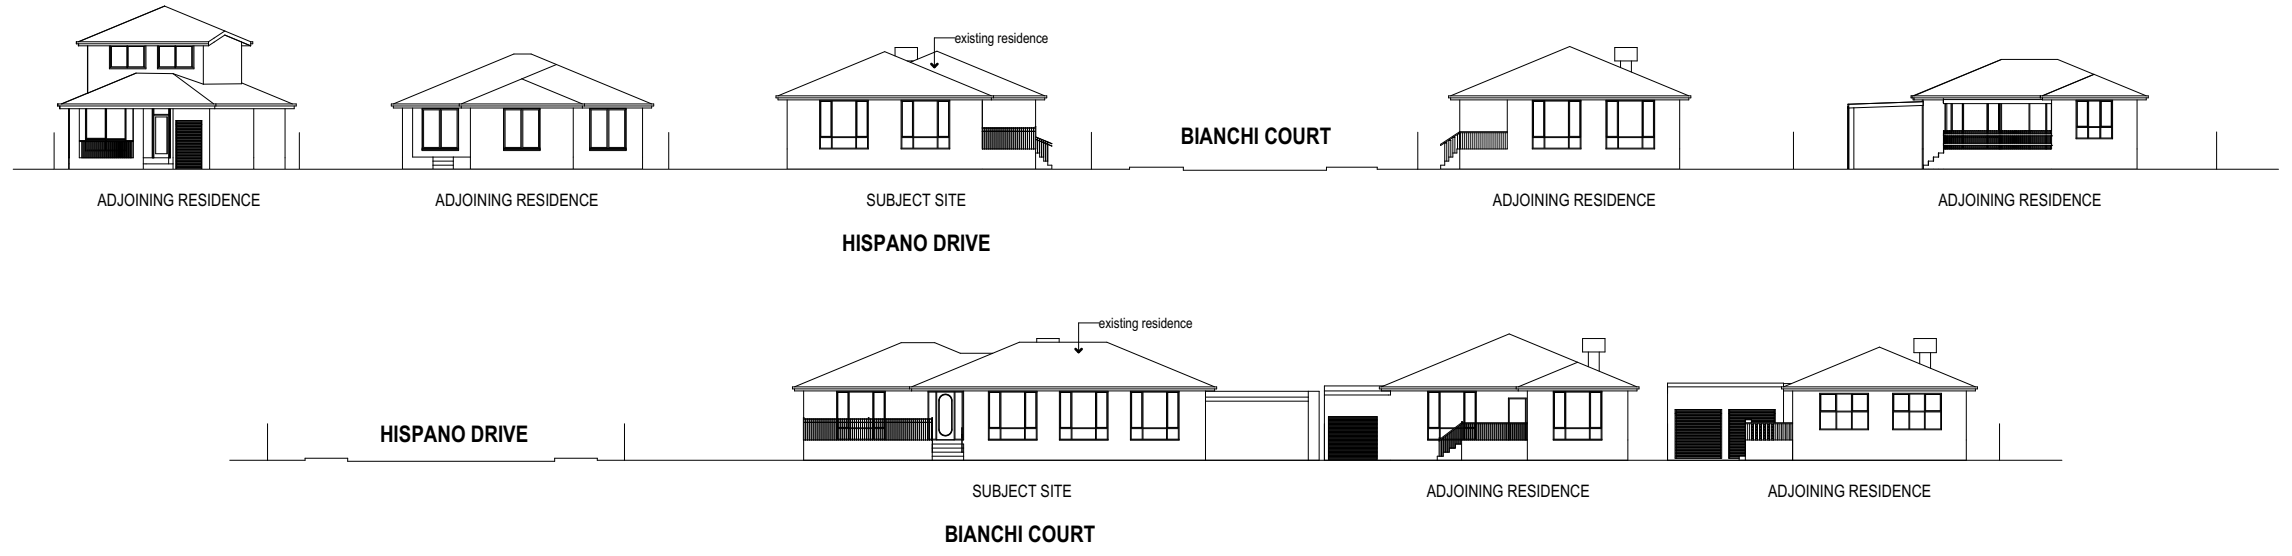 existing residence
BIANCHI COURT
ADJOINING RESIDENCE
ADJOINING RESIDENCE
SUBJECT SITE
ADJOINING RESIDENCE
ADJOINING RESIDENCE
HISPANO DRIVE
existing residence
HISPANO DRIVE
SUBJECT SITE
ADJOINING RESIDENCE
ADJOINING RESIDENCE
BIANCHI COURT